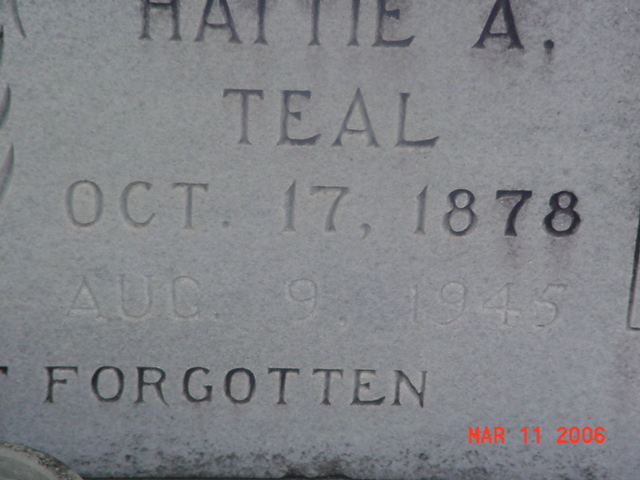 HATTIE A.
TEAL
OCT. 17, 1878
AUG. 9, 1945
FORGOTTEN
MAR 11 2006